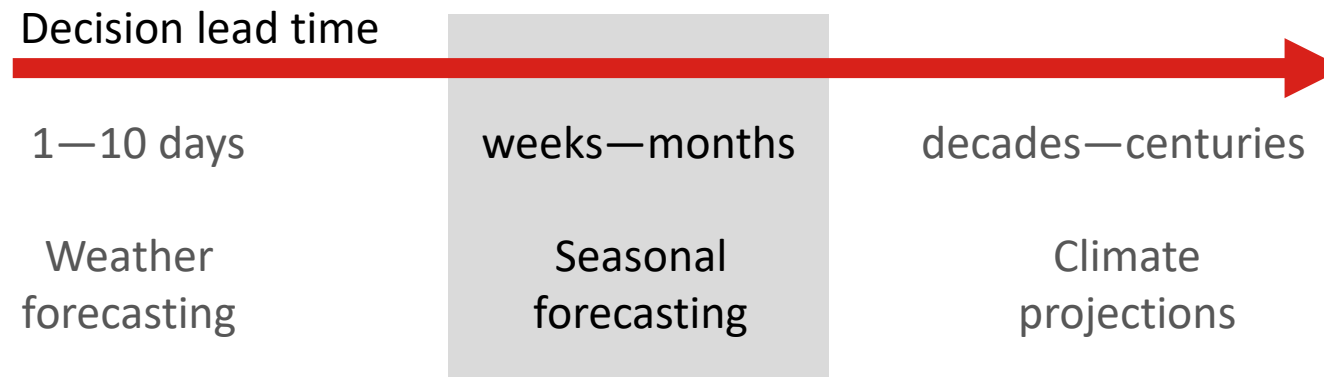 Decision lead time
1—10 days
weeks—months
decades—centuries
Weather
forecasting
Seasonal
forecasting
Climate
projections